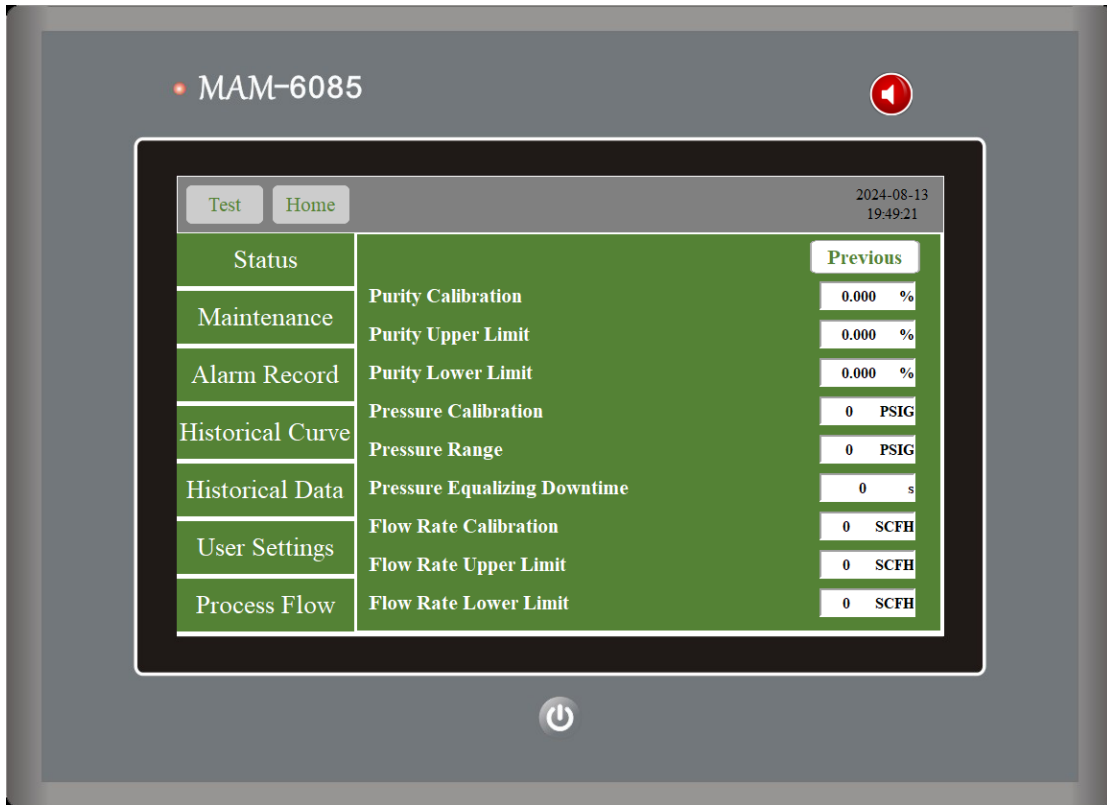 MAM-6085
Test Home
2024-08-13
19:49:21
Status
Maintenance
Alarm Record
Historical Curve
Historical Data
User Settings
Process Flow
Previous
Purity Calibration 0.000 %
Purity Upper Limit 0.000 %
Purity Lower Limit 0.000 %
Pressure Calibration 0 PSIG
Pressure Range 0 PSIG
Pressure Equalizing Downtime 0 s
Flow Rate Calibration 0 SCFH
Flow Rate Upper Limit 0 SCFH
Flow Rate Lower Limit 0 SCFH